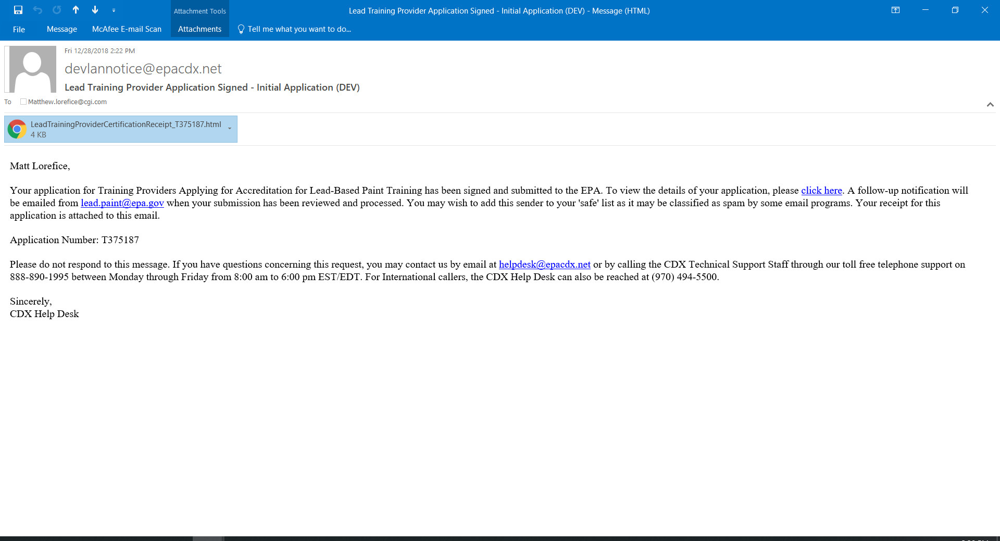 Attachment Tools
Lead Training Provider Application Signed - Initial Application (DEV) - Message (HTML)
File
Message
McAfee E-mail Scan
Attachments
Tell me what you want to do...
Fri 12/28/2018 2:22 PM
devlannotice@epacdx.net
Lead Training Provider Application Signed - Initial Application (DEV)
To
Matthew.lorefice@cgi.com
LeadTrainingProviderCertificationReceipt_T375187.html
4 KB
Matt Lorefice,
Your application for Training Providers Applying for Accreditation for Lead-Based Paint Training has been signed and submitted to the EPA. To view the details of your application, please click here. A follow-up notification will
be emailed from lead.paint@epa.gov when your submission has been reviewed and processed. You may wish to add this sender to your 'safe' list as it may be classified as spam by some email programs. Your receipt for this
application is attached to this email.
Application Number: T375187
Please do not respond to this message. If you have questions concerning this request, you may contact us by email at helpdesk@epacdx.net or by calling the CDX Technical Support Staff through our toll free telephone support on
888-890-1995 between Monday through Friday from 8:00 am to 6:00 pm EST/EDT. For International callers, the CDX Help Desk can also be reached at (970) 494-5500.
Sincerely,
CDX Help Desk